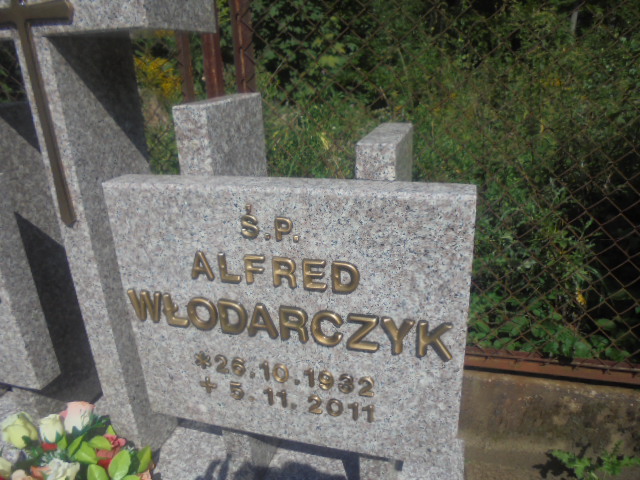 Ś.P.
ALFRED
WŁODARCZYK
*26.10.1932
+5.11.2011